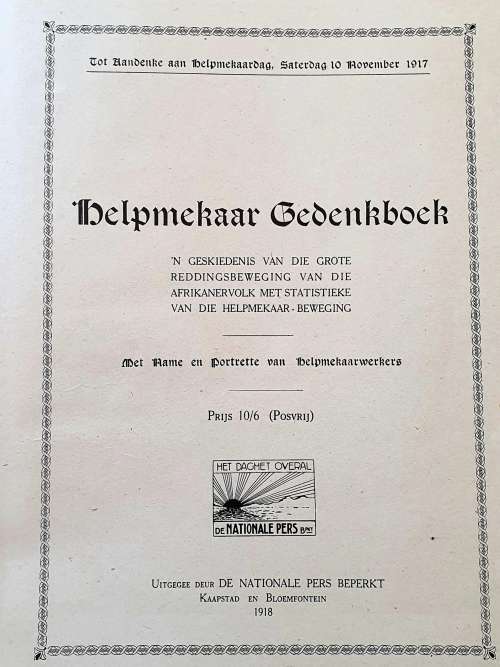 Tot Aandenke aan Helpmekaardag, Saterdag 10 November 1917
Helpmekaar Gedenkboek
'N GESKIEDENIS VAN DIE GROTE
REDDINGSBEWEGING VAN DIE
AFRIKANERVOLK MET STATISTIEKE
VAN DIE HELPMEKAAR-BEWEGING
Met Name en Portrette van Helpmekaarwerkers
PRIJS 10/6 (POSVRIJ)
HET DAGHET OVERAL
DE NATIONALE PERS BPKT
UITGEGEE DEUR DE NATIONALE PERS BEPERKT
KAAPSTAD EN BLOEMFONTEIN
1918